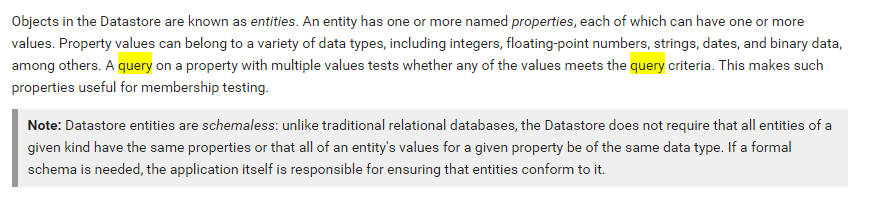 Objects in the Datastore are known as entities. An entity has one or more named properties, each of which can have one or more
values. Property values can belong to a variety of data types, including integers, floating-point numbers, strings, dates, and binary data,
among others. A query on a property with multiple values tests whether any of the values meets the query criteria. This makes such
properties useful for membership testing.
Note: Datastore entities are schemaless: unlike traditional relational databases, the Datastore does not require that all entities of a
given kind have the same properties or that all of an entity's values for a given property be of the same data type. If a formal
schema is needed, the application itself is responsible for ensuring that entities conform to it.